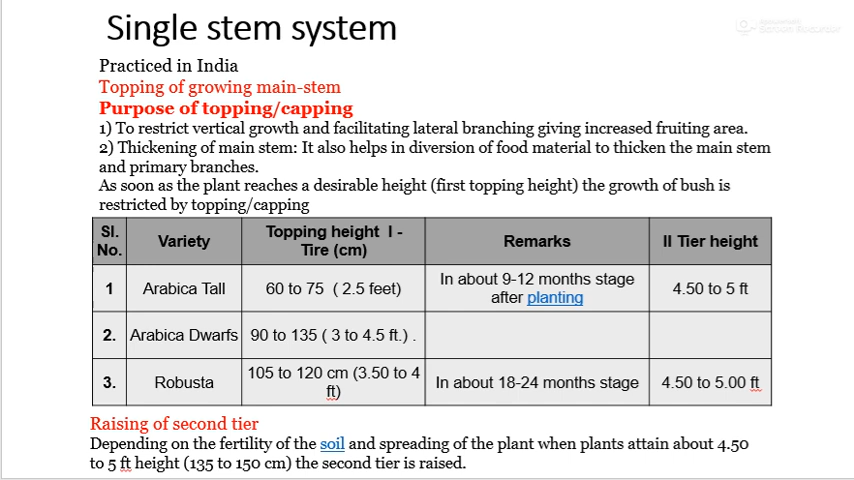 Single stem system
Practiced in India
Topping of growing main-stem
Purpose of topping/capping
1) To restrict vertical growth and facilitating lateral branching giving increased fruiting area.
2) Thickening of main stem: It also helps in diversion of food material to thicken the main stem
and primary branches.
As soon as the plant reaches a desirable height (first topping height) the growth of bush is
restricted by topping/capping
Sl. No. Variety Topping height I - Tire (cm) Remarks II Tier height
1 Arabica Tall 60 to 75 ( 2.5 feet) In about 9-12 months stage after planting 4.50 to 5 ft
2. Arabica Dwarfs 90 to 135 ( 3 to 4.5 ft.) .
3. Robusta 105 to 120 cm (3.50 to 4 ft) In about 18-24 months stage 4.50 to 5.00 ft
Raising of second tier
Depending on the fertility of the soil and spreading of the plant when plants attain about 4.50
to 5 ft height (135 to 150 cm) the second tier is raised.